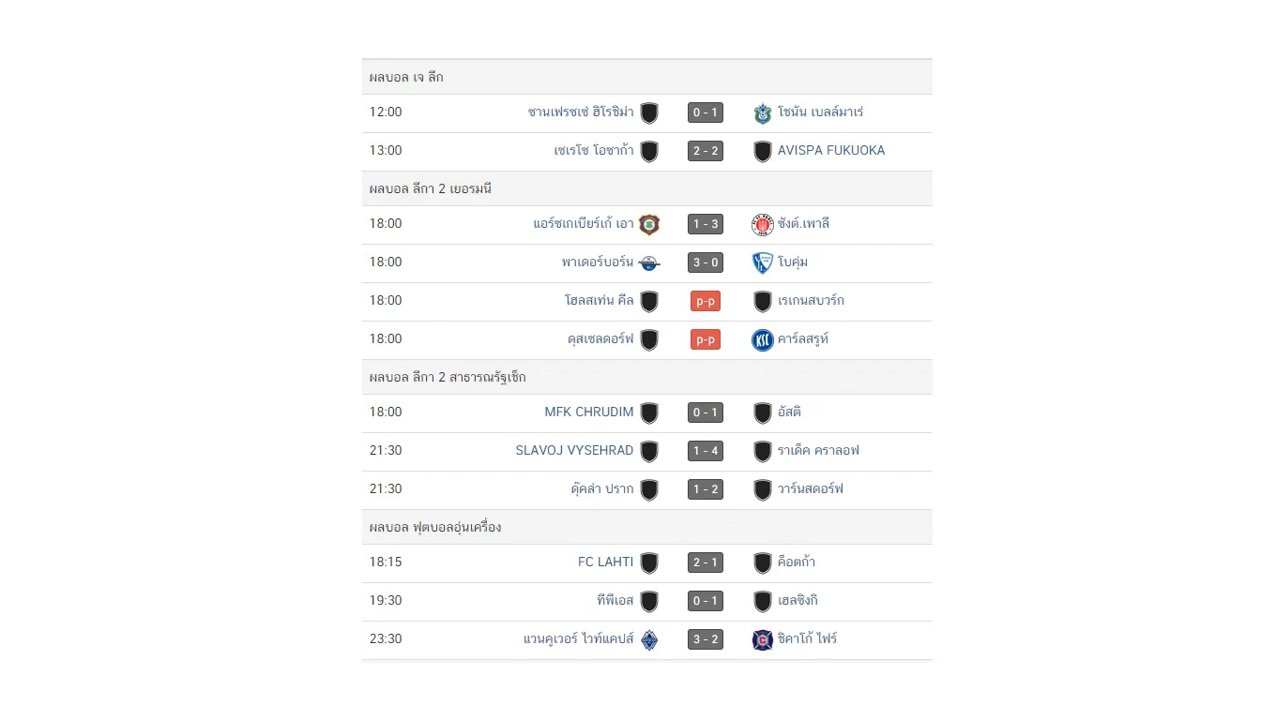 ผลบอล เจ ลีก
12:00 ซานเฟรซเซ่ ฮิโรชิม่า 0 - 1 โชนัน เบลล์มาเร่
13:00 เซเรโซ โอซาก้า 2 - 2 AVISPA FUKUOKA
ผลบอล ลีกา 2 เยอรมนี
18:00 แอร์ซเกเบียร์เก้ เอา 1 - 3 ซังต์.เพาลี
18:00 พาเดอร์บอร์น 3 - 0 โบคุ่ม
18:00 โฮลสเท่น คีล p-p เรเกนสบวร์ก
18:00 ดุสเซลดอร์ฟ p-p คาร์ลสรูห์
ผลบอล ลีกา 2 สาธารณรัฐเช็ก
18:00 MFK CHRUDIM 0 - 1 อัสติ
21:30 SLAVOJ VYSEHRAD 1 - 4 ราเด็ค คราลอฟ
21:30 ดุ๊คล่า ปราก 1 - 2 วาร์นสดอร์ฟ
ผลบอล ฟุตบอลอุ่นเครื่อง
18:15 FC LAHTI 2 - 1 ค็อตก้า
19:30 ทีพีเอส 0 - 1 เฮลซิงกิ
23:30 แวนคูเวอร์ ไวท์แคปส์ 3 - 2 ชิคาโก้ ไฟร์